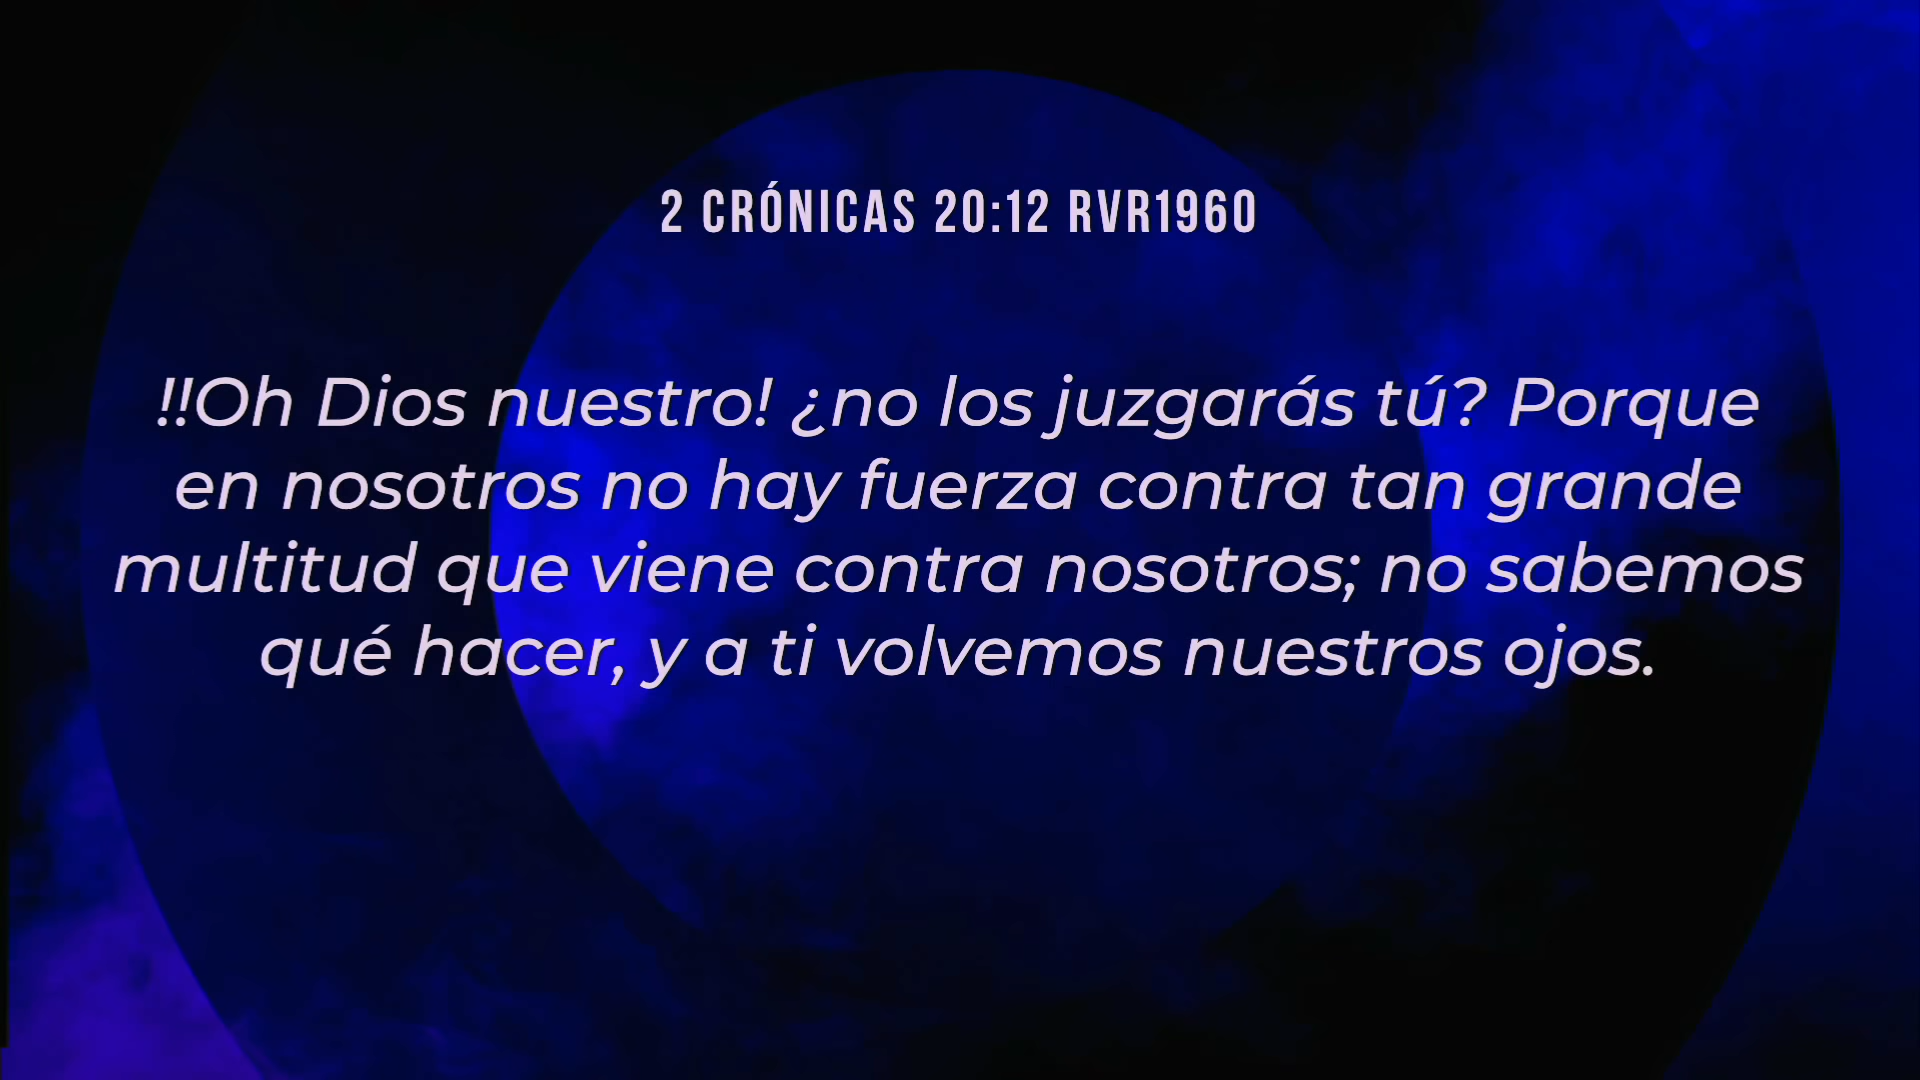 2 CRÓNICAS 20:12 RVR1960
!!Oh Dios nuestro! ¿no los juzgarás tú? Porque
en nosotros no hay fuerza contra tan grande
multitud que viene contra nosotros; no sabemos
qué hacer, y a ti volvemos nuestros ojos.